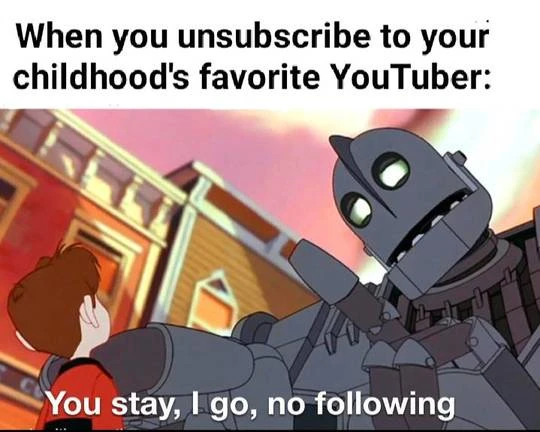 When you unsubscribe to your
childhood's favorite YouTuber:
You stay, I go, no following